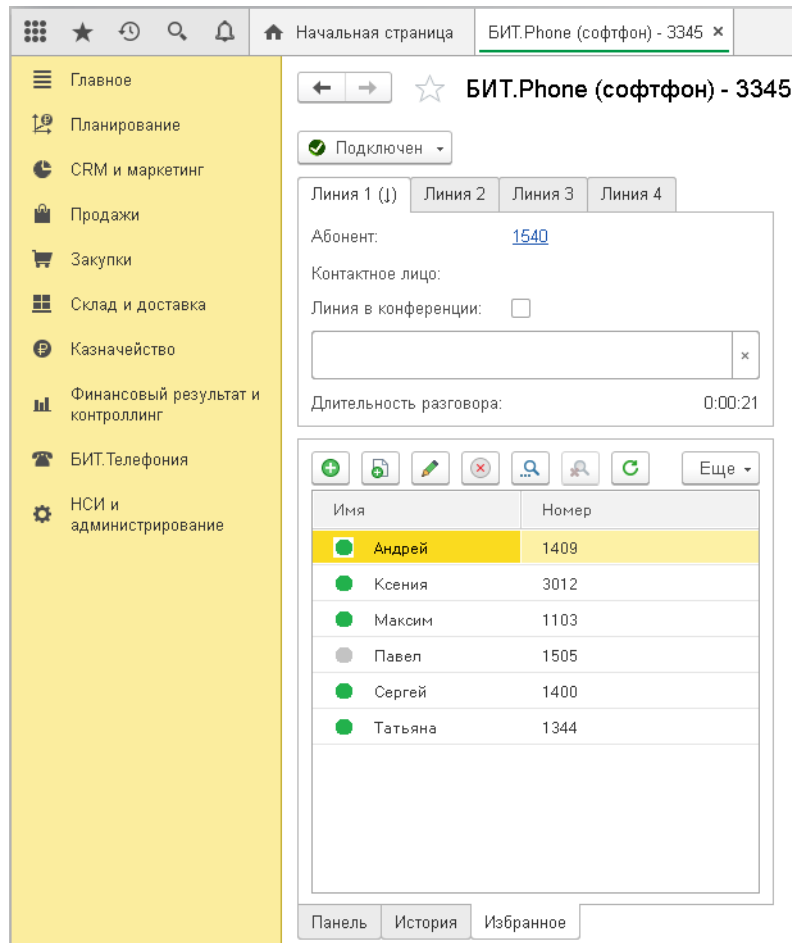 Начальная страница
БИТ.Phone (софтфон) - 3345 ×
Главное
Планирование
CRM и маркетинг
Продажи
Закупки
Склад и доставка
Казначейство
Финансовый результат и
контроллинг
БИТ.Телефония
НСИ и
администрирование
БИТ.Phone (софтфон) - 3345
Подключен
Линия 1 (↓) Линия 2 Линия 3 Линия 4
Абонент: 1540
Контактное лицо:
Линия в конференции:
×
Длительность разговора: 0:00:21
Еще
Имя Номер
Андрей 1409
Ксения 3012
Максим 1103
Павел 1505
Сергей 1400
Татьяна 1344
Панель История Избранное